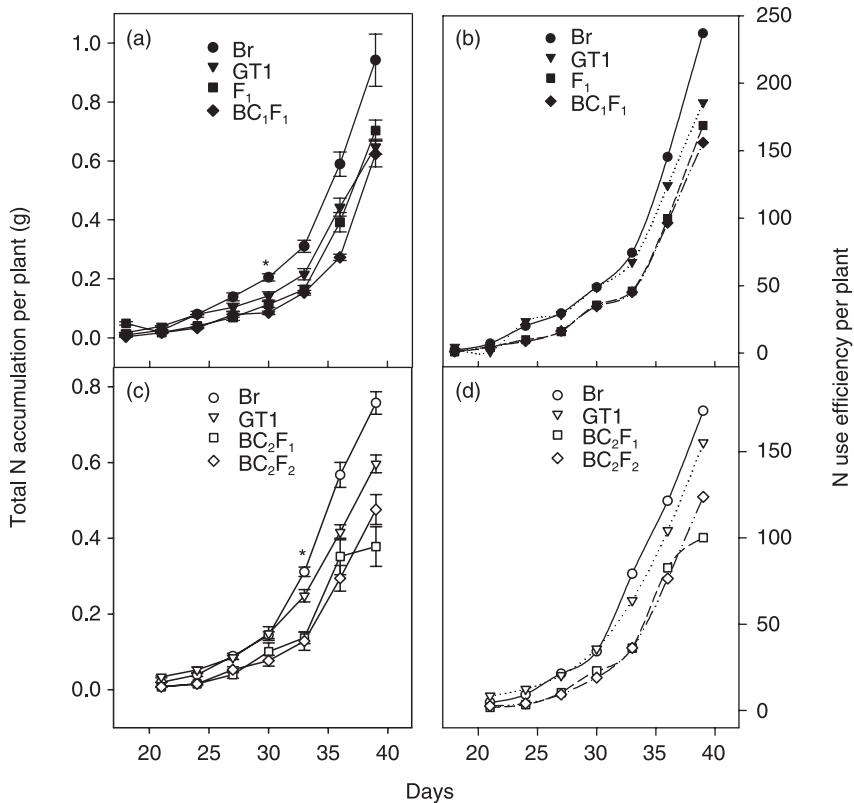 (a)
Br
GT1
F₁
BC₁F₁
1.0
0.8
0.6
0.4
0.2
0.0
*
(b)
Br
GT1
F₁
BC₁F₁
250
200
150
100
50
0
(c)
Br
GT1
BC₂F₁
BC₂F₂
0.8
0.6
0.4
0.2
0.0
*
20 25 30 35 40
(d)
Br
GT1
BC₂F₁
BC₂F₂
150
100
50
0
20 25 30 35 40
Total N accumulation per plant (g)
N use efficiency per plant
Days